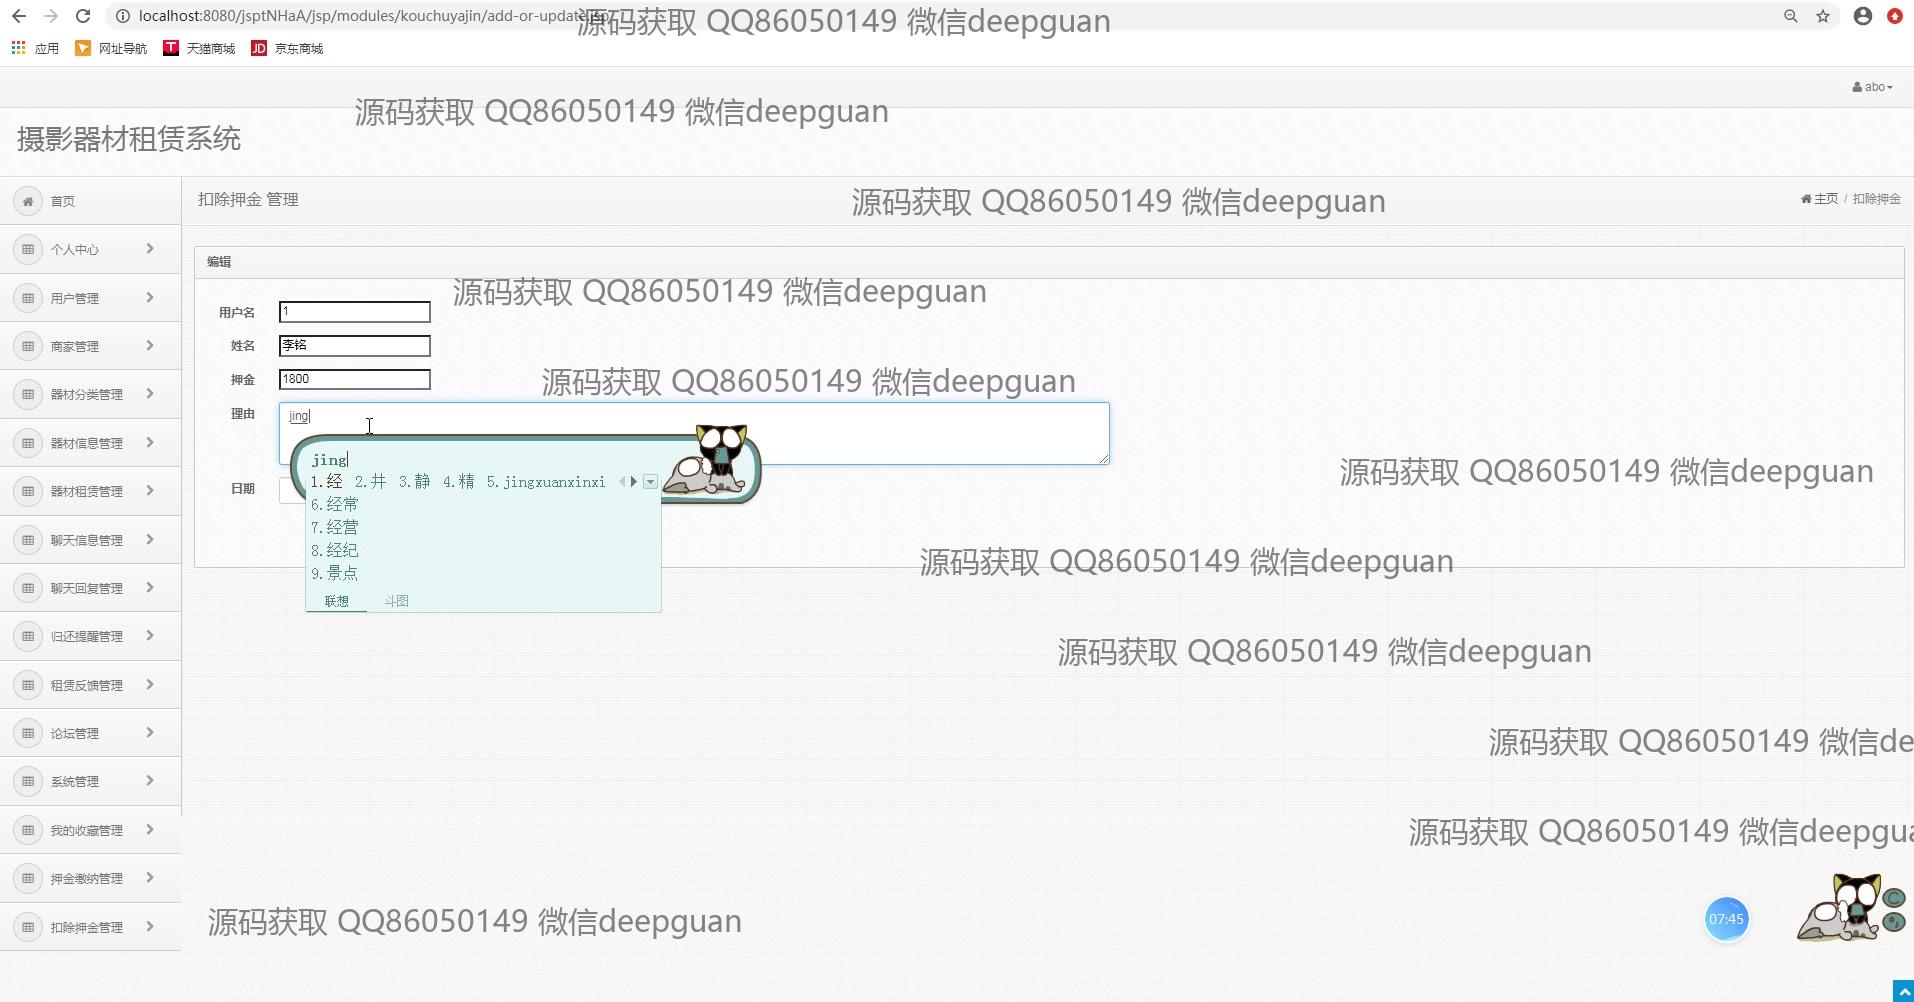 localhost:8080/jsptNHaA/jsp/modules/kouchuyajin/add-or-update.jsp
源码获取 QQ86050149 微信deepguan
应用 网址导航 天猫商城 JD 京东商城
abo
源码获取 QQ86050149 微信deepguan
摄影器材租赁系统
首页
扣除押金 管理
源码获取 QQ86050149 微信deepguan
主页 / 扣除押金
个人中心
用户管理
商家管理
器材分类管理
器材信息管理
器材租赁管理
聊天信息管理
聊天回复管理
归还提醒管理
租赁反馈管理
论坛管理
系统管理
我的收藏管理
押金缴纳管理
扣除押金管理
编辑
源码获取 QQ86050149 微信deepguan
用户名 1
姓名 李铭
押金 1800
源码获取 QQ86050149 微信deepguan
理由 jing
日期
jing
1.经 2.井 3.静 4.精 5.jingxuanxinxi
6.经常
7.经营
8.经纪
9.景点
联想 斗图
源码获取 QQ86050149 微信deepguan
源码获取 QQ86050149 微信deepguan
源码获取 QQ86050149 微信deepguan
源码获取 QQ86050149 微信de
源码获取 QQ86050149 微信deepgua
源码获取 QQ86050149 微信deepguan
07:45